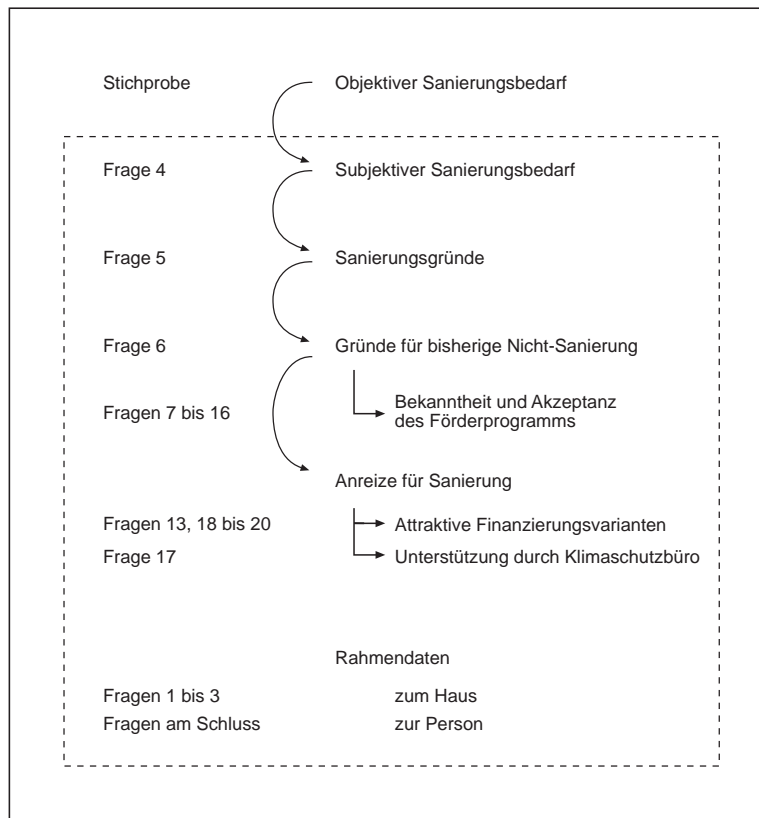 Stichprobe Objektiver Sanierungsbedarf
Frage 4 Subjektiver Sanierungsbedarf
Frage 5 Sanierungsgründe
Frage 6 Gründe für bisherige Nicht-Sanierung
Fragen 7 bis 16 Bekanntheit und Akzeptanz
des Förderprogramms
Anreize für Sanierung
Fragen 13, 18 bis 20 Attraktive Finanzierungsvarianten
Frage 17 Unterstützung durch Klimaschutzbüro
Rahmendaten
Fragen 1 bis 3 zum Haus
Fragen am Schluss zur Person